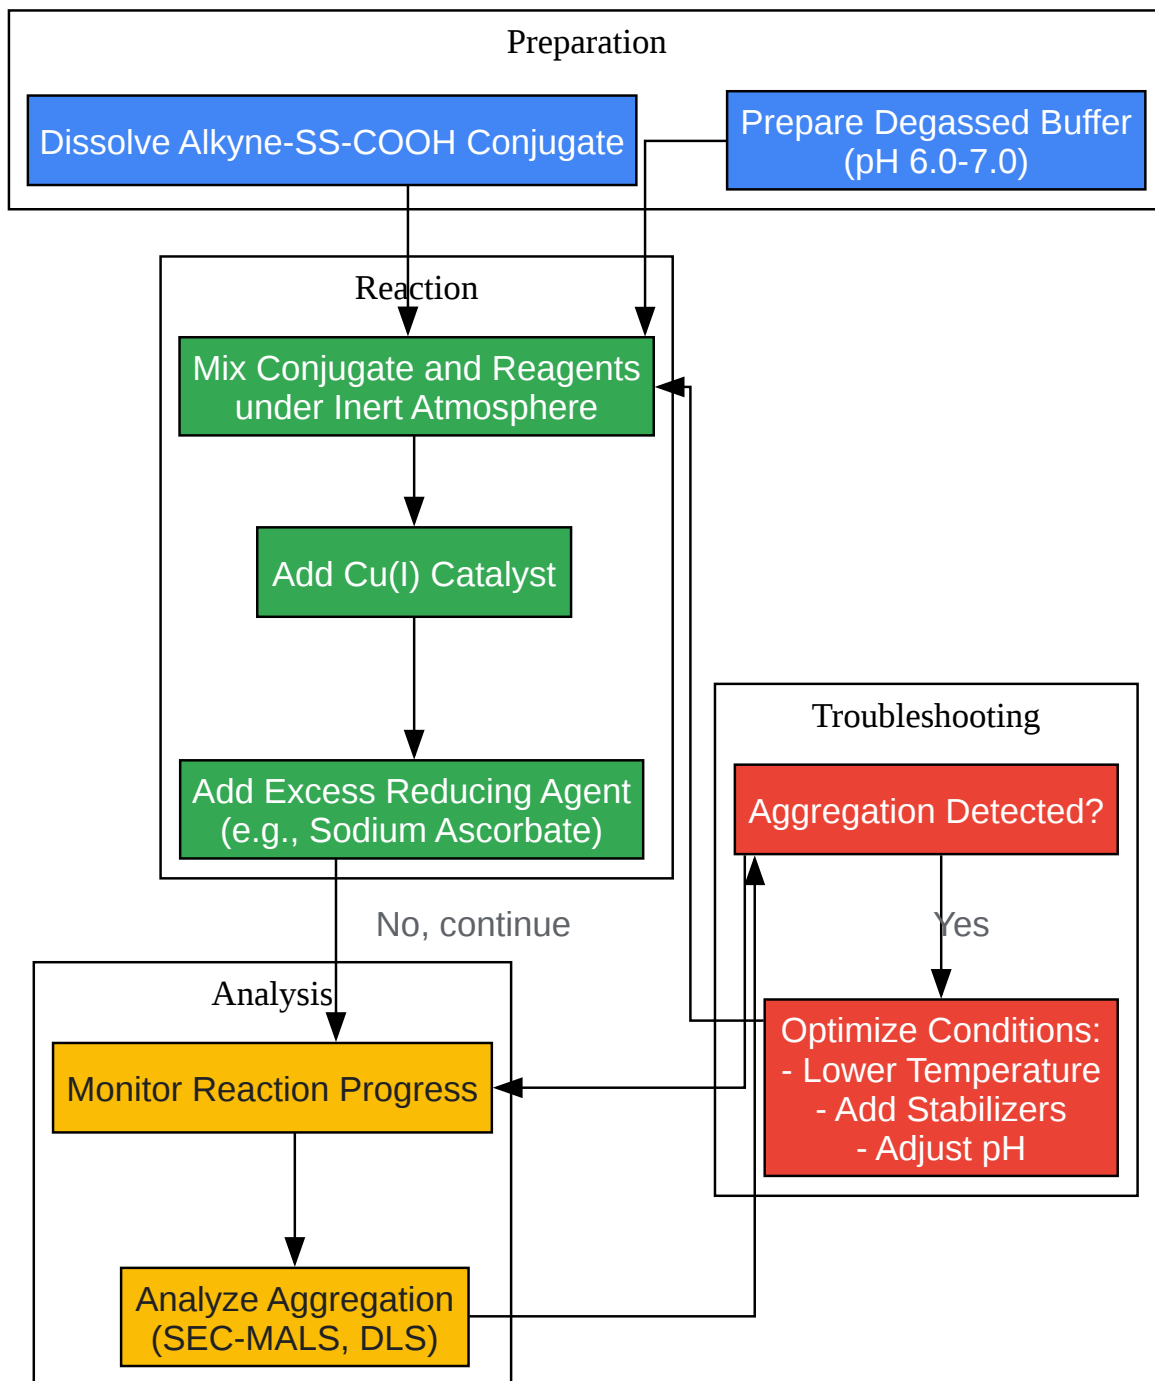 Preparation
Dissolve Alkyne-SS-COOH Conjugate
Prepare Degassed Buffer
(pH 6.0-7.0)
Reaction
Mix Conjugate and Reagents
under Inert Atmosphere
Add Cu(I) Catalyst
Add Excess Reducing Agent
(e.g., Sodium Ascorbate)
Troubleshooting
Aggregation Detected?
No, continue
Yes
Optimize Conditions:
- Lower Temperature
- Add Stabilizers
- Adjust pH
Analysis
Monitor Reaction Progress
Analyze Aggregation
(SEC-MALS, DLS)